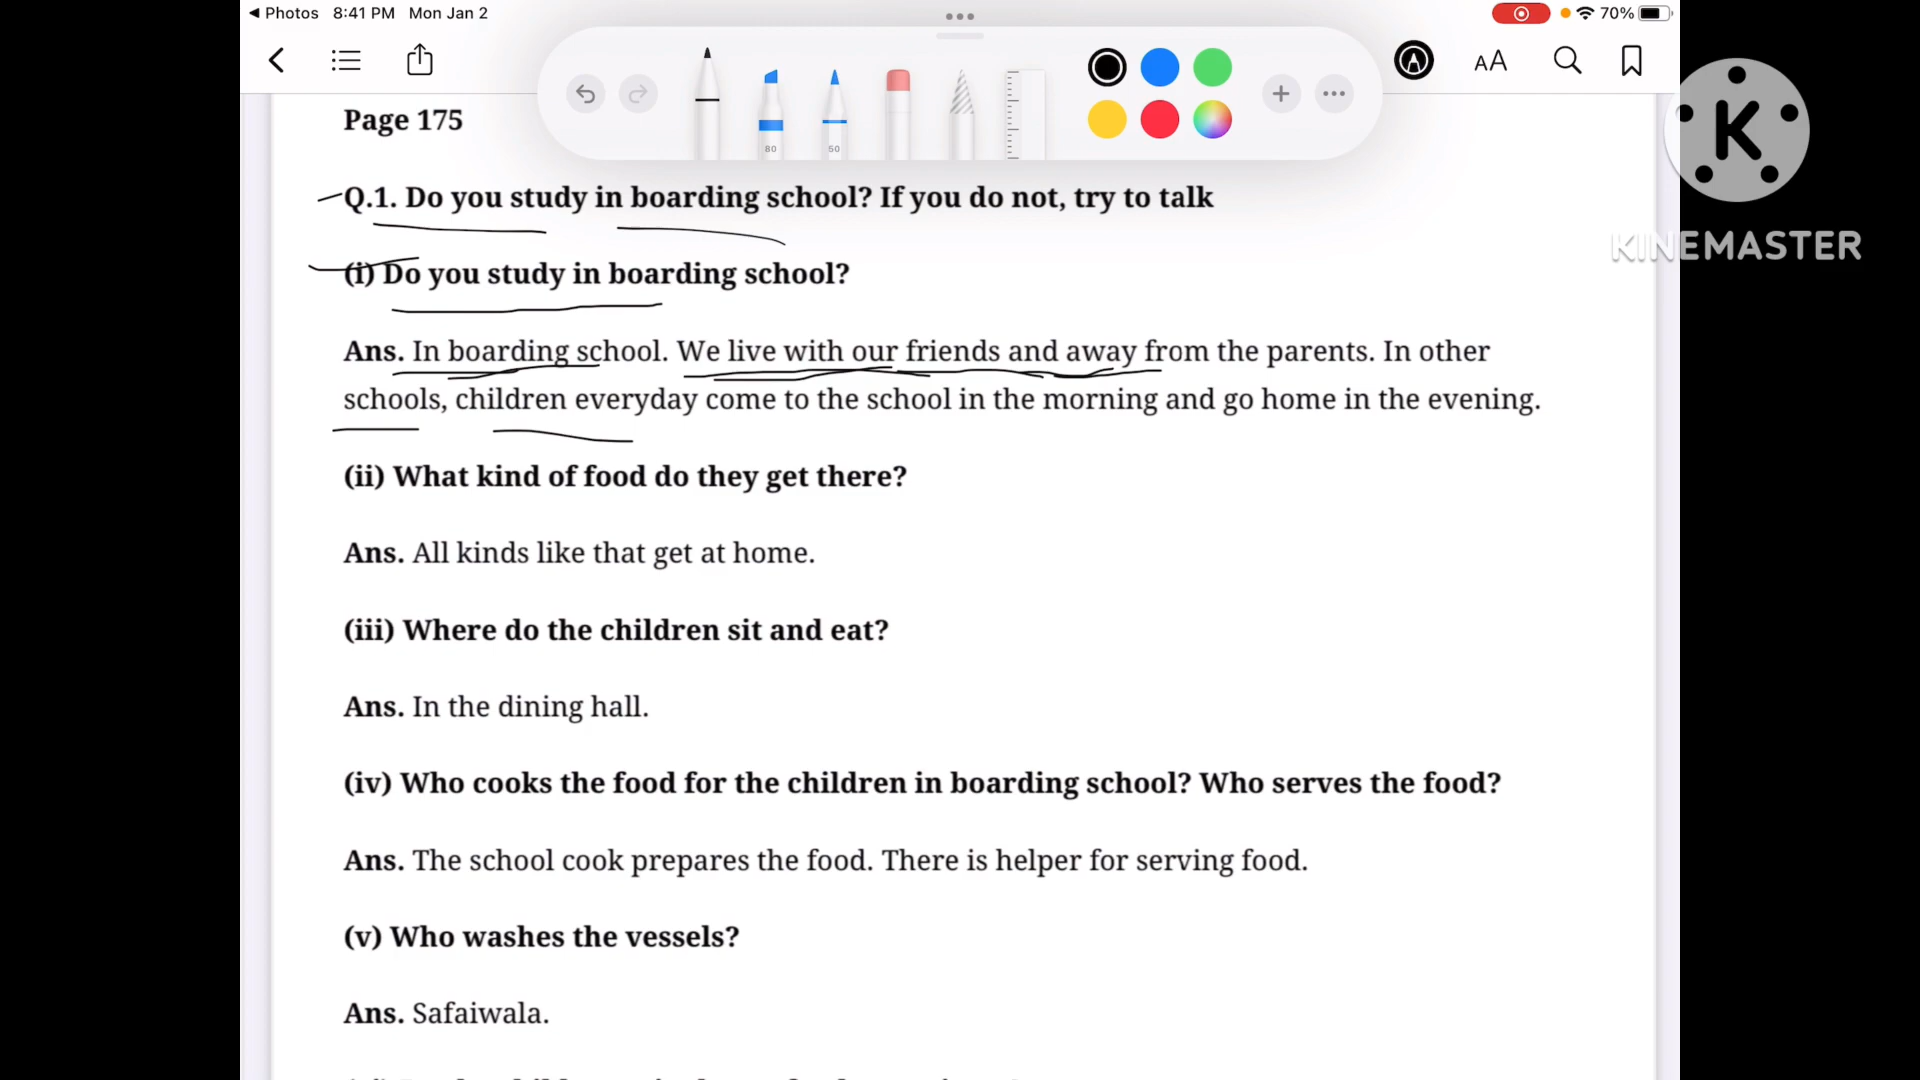 Photos 8:41 PM Mon Jan 2
70%
AA
80
50
K
KINEMASTER
Page 175
Q.1. Do you study in boarding school? If you do not, try to talk
(i) Do you study in boarding school?
Ans. In boarding school. We live with our friends and away from the parents. In other
schools, children everyday come to the school in the morning and go home in the evening.
(ii) What kind of food do they get there?
Ans. All kinds like that get at home.
(iii) Where do the children sit and eat?
Ans. In the dining hall.
(iv) Who cooks the food for the children in boarding school? Who serves the food?
Ans. The school cook prepares the food. There is helper for serving food.
(v) Who washes the vessels?
Ans. Safaiwala.